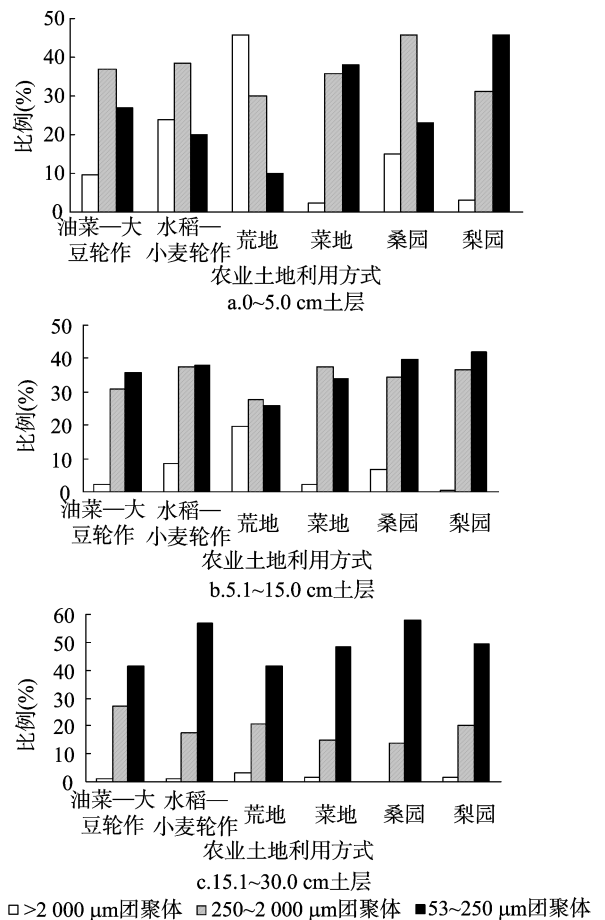 50
40
30
20
10
0
比例(%)
油菜—大豆轮作
水稻—小麦轮作
荒地
菜地
桑园
梨园
农业土地利用方式
a.0~5.0 cm土层
50
40
30
20
10
0
比例(%)
油菜—大豆轮作
水稻—小麦轮作
荒地
菜地
桑园
梨园
农业土地利用方式
b.5.1~15.0 cm土层
60
50
40
30
20
10
0
比例(%)
油菜—大豆轮作
水稻—小麦轮作
荒地
菜地
桑园
梨园
农业土地利用方式
c.15.1~30.0 cm土层
>2 000 μm团聚体 250~2 000 μm团聚体 53~250 μm团聚体